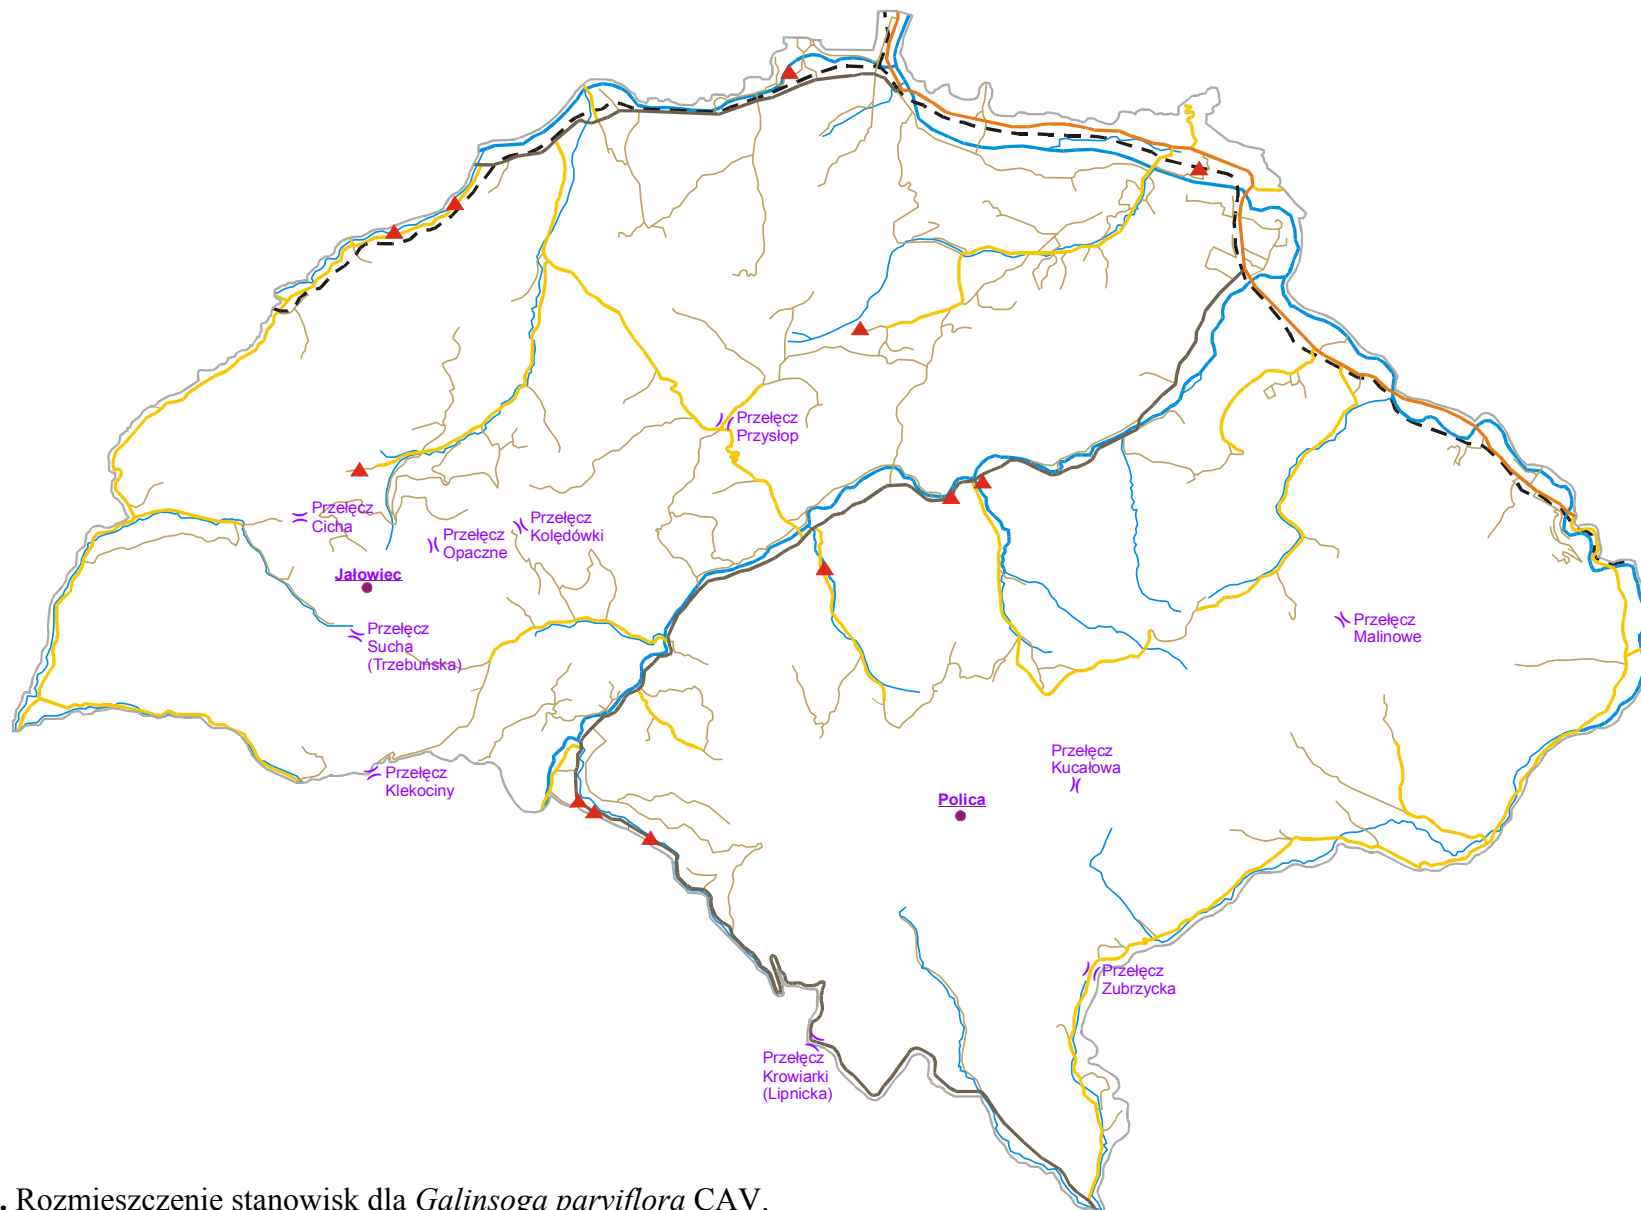 Przełęcz
Przysłop
Przełęcz
Cicha
Przełęcz
Kolędówki
Przełęcz
Opaczne
Jałowiec
Przełęcz
Sucha
(Trzebuńska)
Przełęcz
Malinowe
Przełęcz
Klekociny
Przełęcz
Kucałowa
Polica
Przełęcz
Zubrzycka
Przełęcz
Krowiarki
(Lipnicka)
. Rozmieszczenie stanowisk dla Galinsoga parviflora CAV.